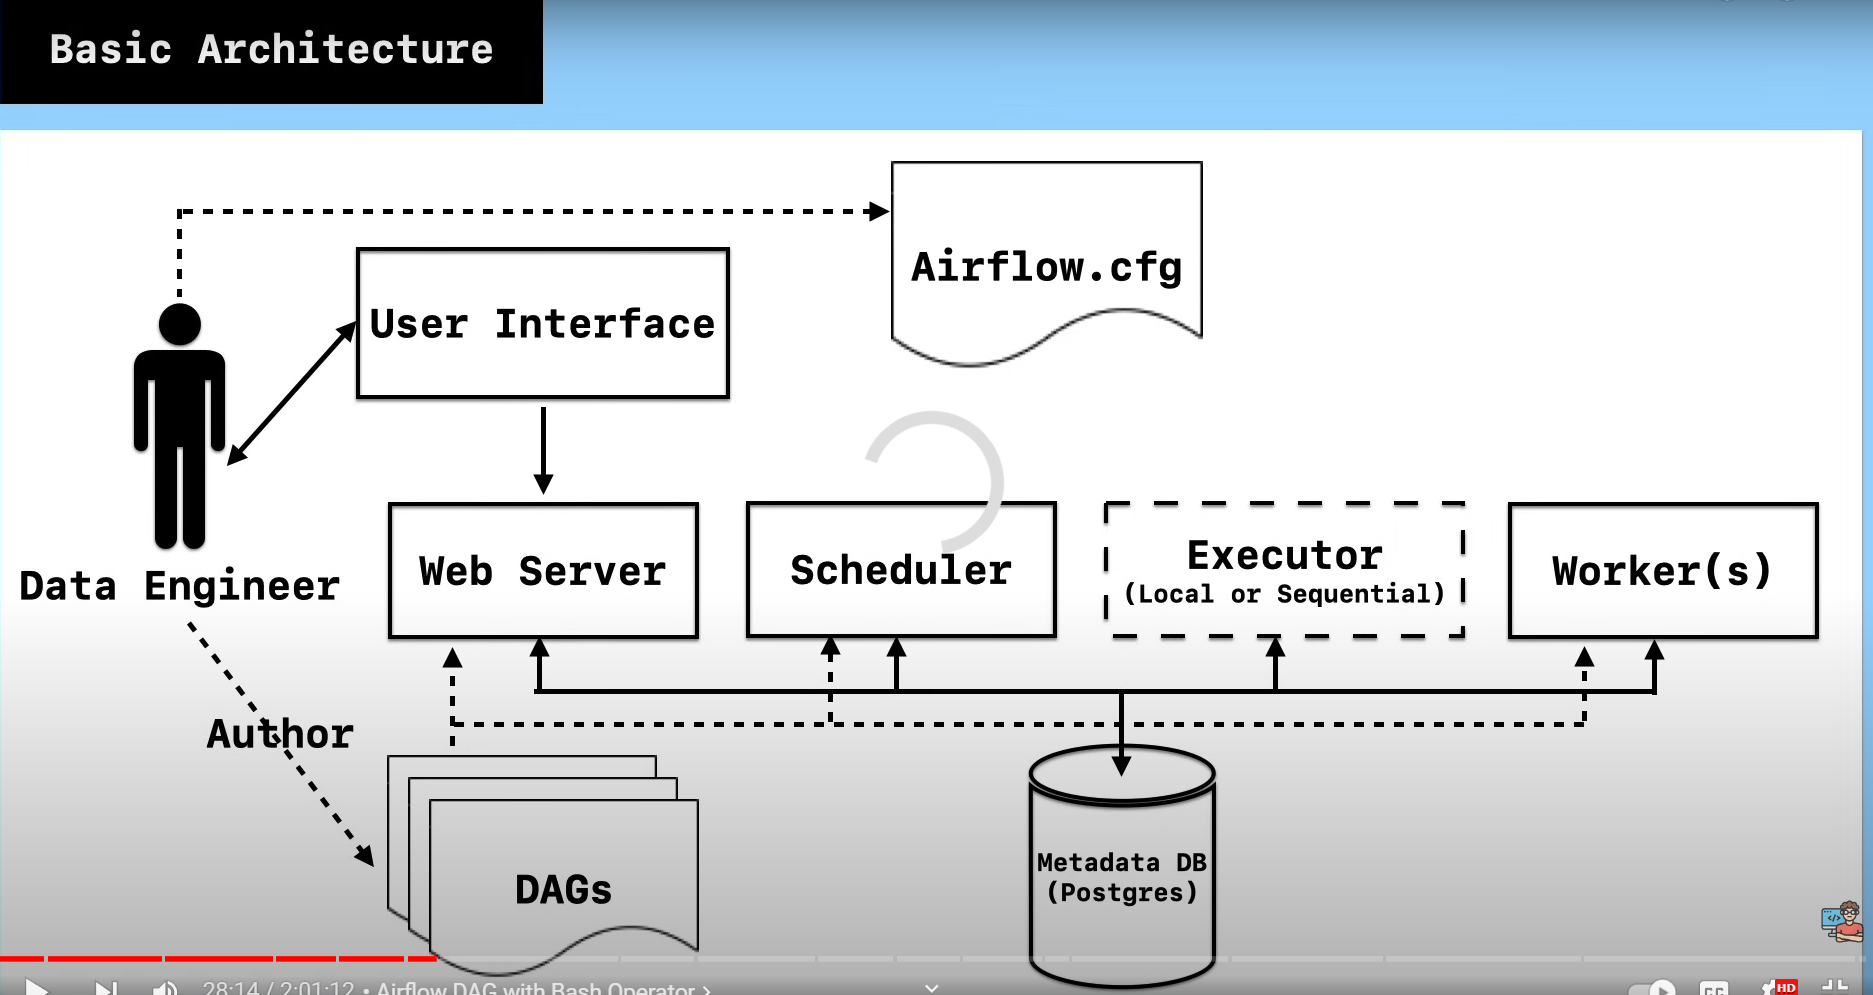 Basic Architecture
Airflow.cfg
User Interface
Web Server
Scheduler
Executor
(Local or Sequential)
Worker(s)
Data Engineer
Author
DAGs
Metadata DB
(Postgres)
28:14 / 2:01:12 • Airflow DAG with Bash Operator >
CC
HD